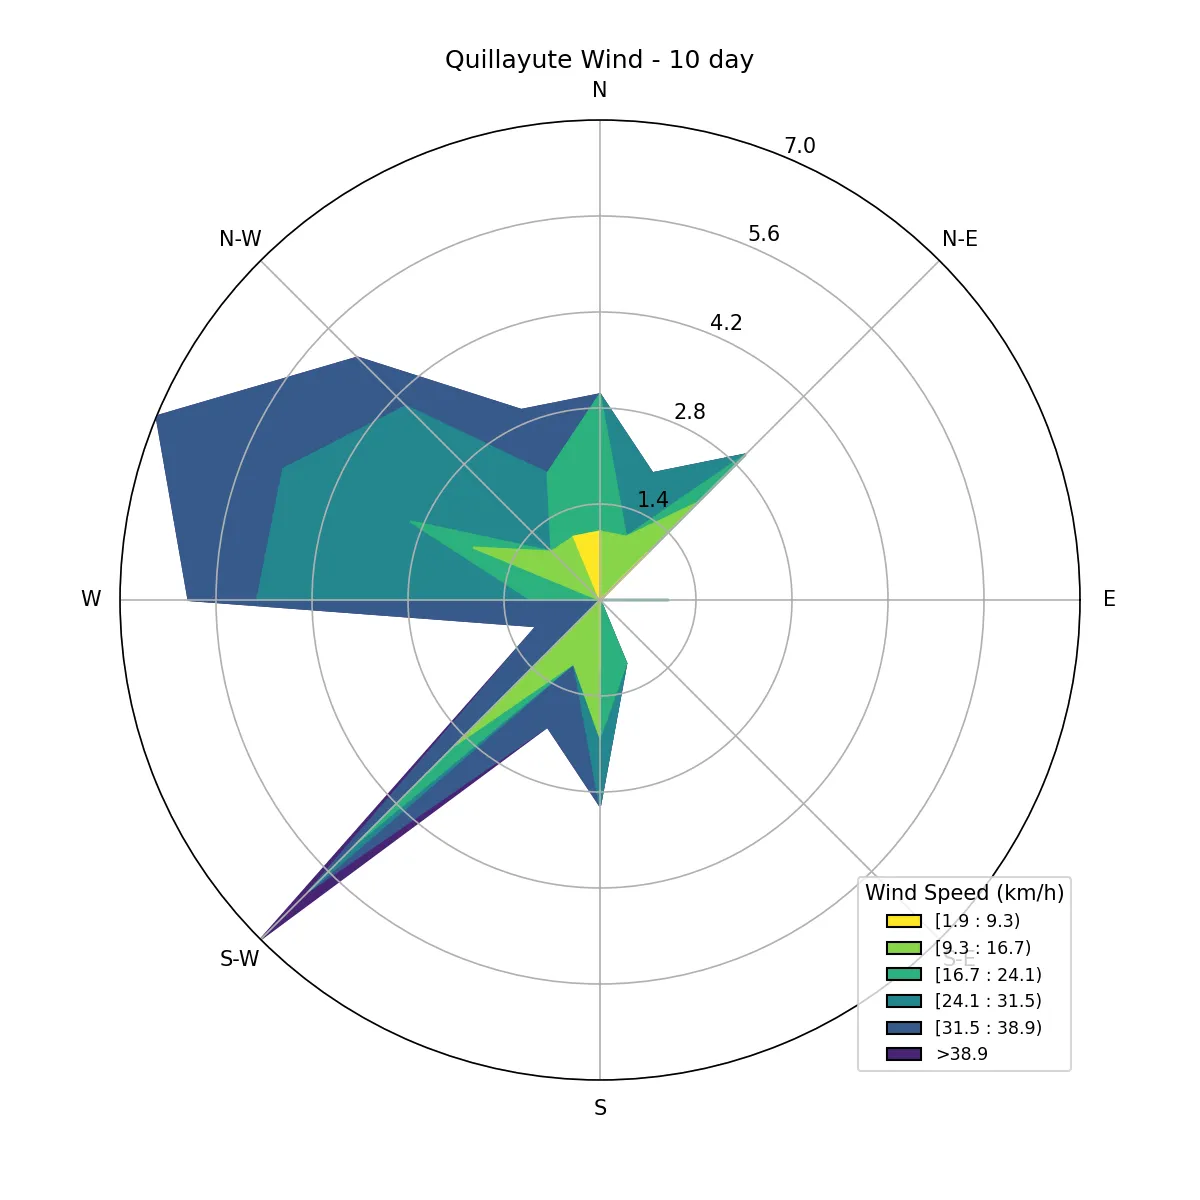 Quillayute Wind - 10 day
N
7.0
5.6
N-W
N-E
4.2
2.8
1.4
W
E
Wind Speed (km/h)
[1.9 : 9.3)
[9.3 : 16.7)
S-W
S-E
[16.7 : 24.1)
[24.1 : 31.5)
[31.5 : 38.9)
>38.9
S